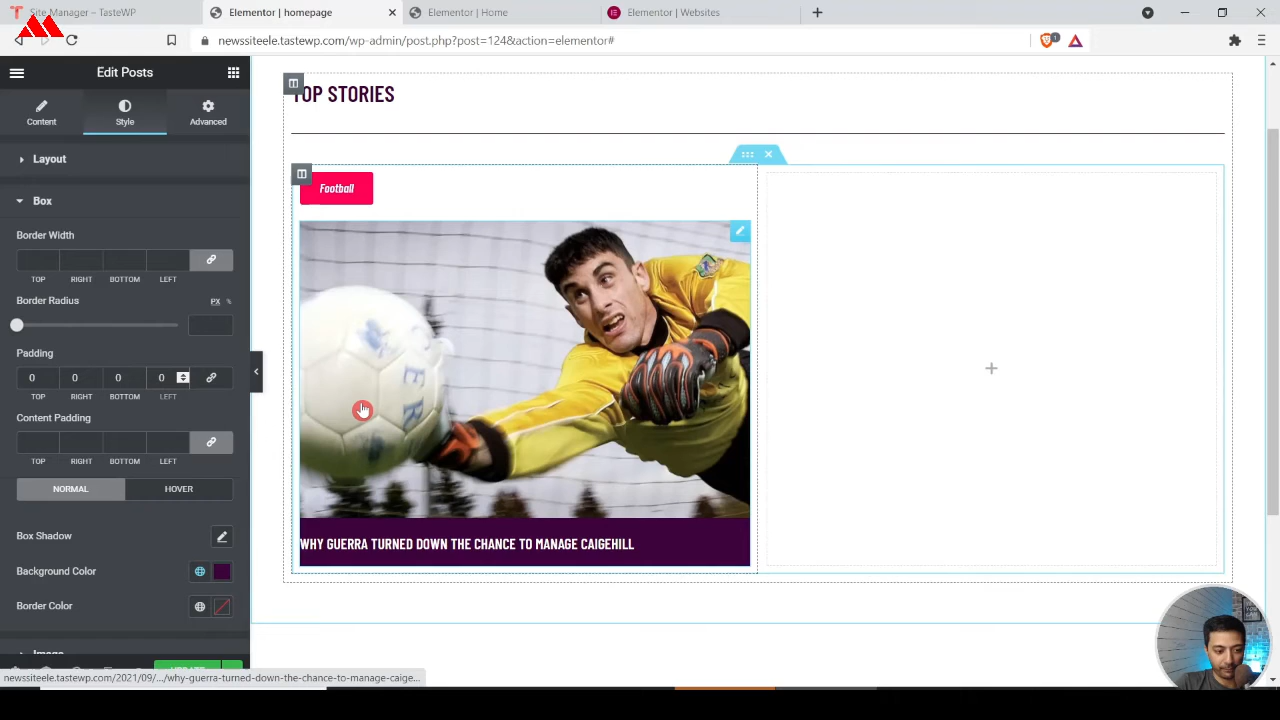 Site Manager – TasteWP
Elementor | homepage
Elementor | Home
Elementor | Websites
newssiteele.tastewp.com/wp-admin/post.php?post=124&action=elementor#
1
Edit Posts
Content
Style
Advanced
Layout
Box
Border Width
TOP RIGHT BOTTOM LEFT
Border Radius
PX %
Padding
0 0 0 0
TOP RIGHT BOTTOM LEFT
Content Padding
TOP RIGHT BOTTOM LEFT
NORMAL HOVER
Box Shadow
Background Color
Border Color
Image
UPDATE
newssiteele.tastewp.com/2021/09/.../why-guerra-turned-down-the-chance-to-manage-caige...
TOP STORIES
Football
WHY GUERRA TURNED DOWN THE CHANCE TO MANAGE CAIGEHILL